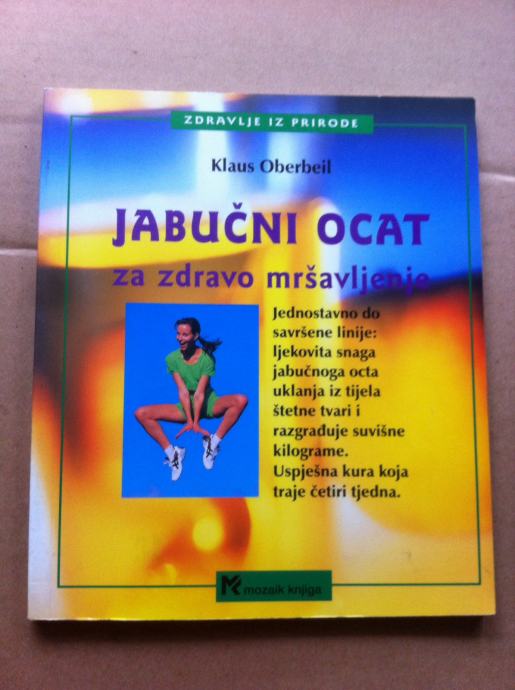 ZDRAVLJE IZ PRIRODE
Klaus Oberbeil
JABUČNI OCAT
za zdravo mršavljenje
Jednostavno do
savršene linije:
ljekovita snaga
jabučnoga octa
uklanja iz tijela
štetne tvari i
razgrađuje suvišne
kilograme.
Uspješna kura koja
traje četiri tjedna.
MK mozaik knjiga